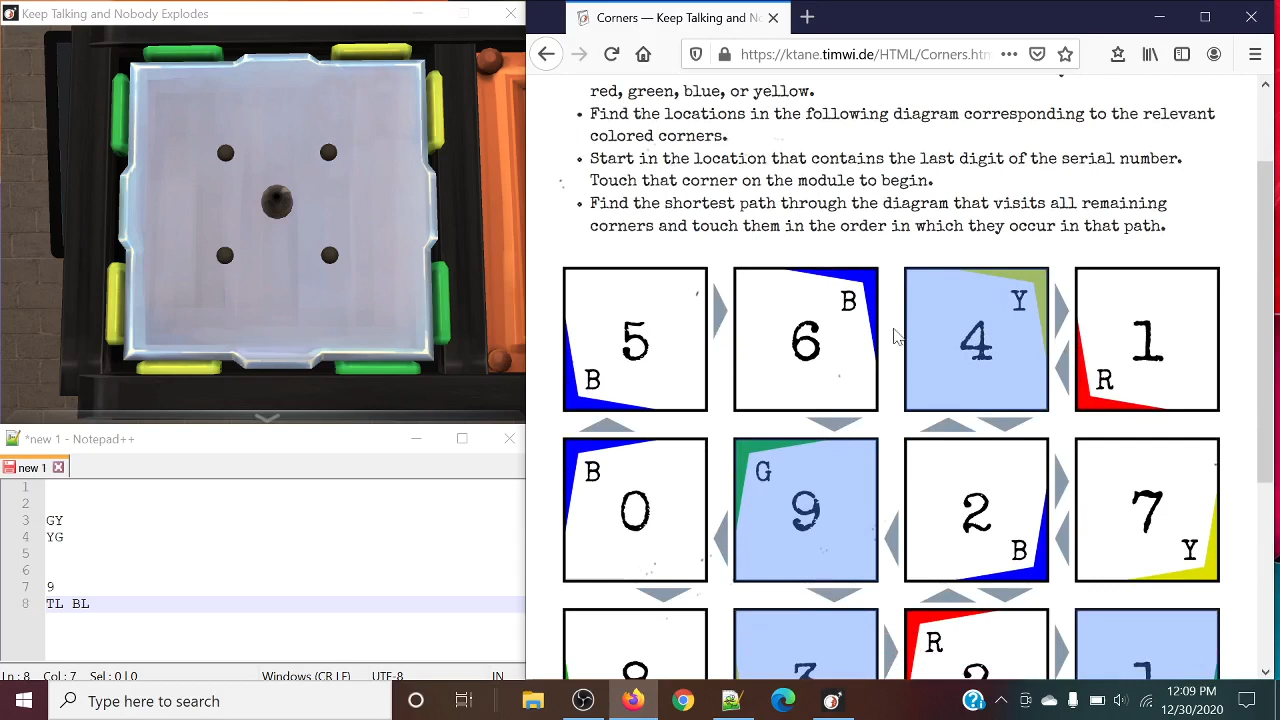 Keep Talking and Nobody Explodes
Corners — Keep Talking and No
https://ktane.timwi.de/HTML/Corners.htm
red, green, blue, or yellow.
Find the locations in the following diagram corresponding to the relevant
colored corners.
Start in the location that contains the last digit of the serial number.
Touch that corner on the module to begin.
Find the shortest path through the diagram that visits all remaining
corners and touch them in the order in which they occur in that path.
5 B
6 B
4 Y
1 R
0 B
9 G
2 B
7 Y
R
*new 1 - Notepad++
new 1
1
2
3 GY
4 YG
5
6
7 9
8 TL BL
Ln : 8 Col : 7 Sel : 0 | 0
Windows (CR LF)
UTF-8
IN
Type here to search
12:09 PM
12/30/2020